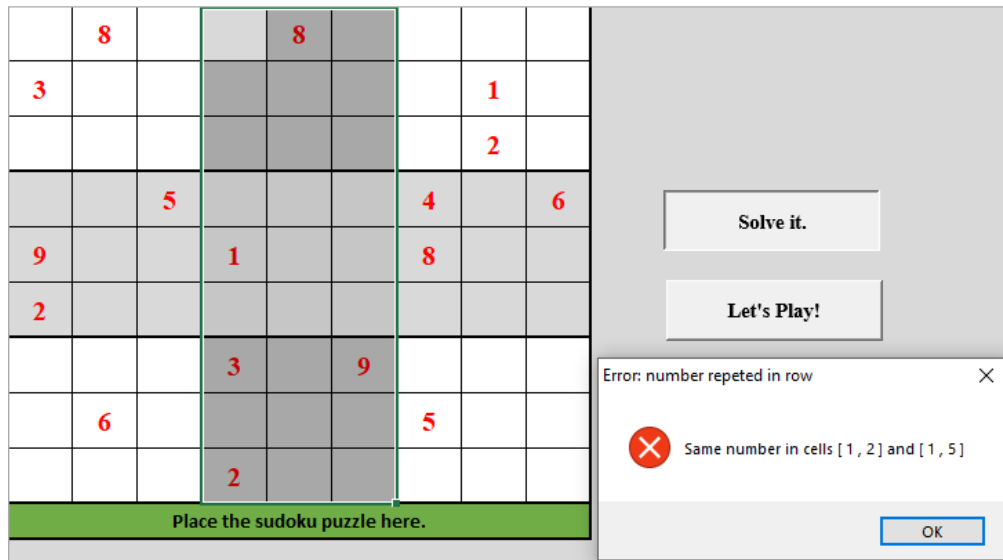 8 8
3 1
2
5 4 6
9 1 8
2
3 9
6 5
2
Place the sudoku puzzle here.
Solve it.
Let's Play!
Error: number repeted in row
Same number in cells [ 1 , 2 ] and [ 1 , 5 ]
OK